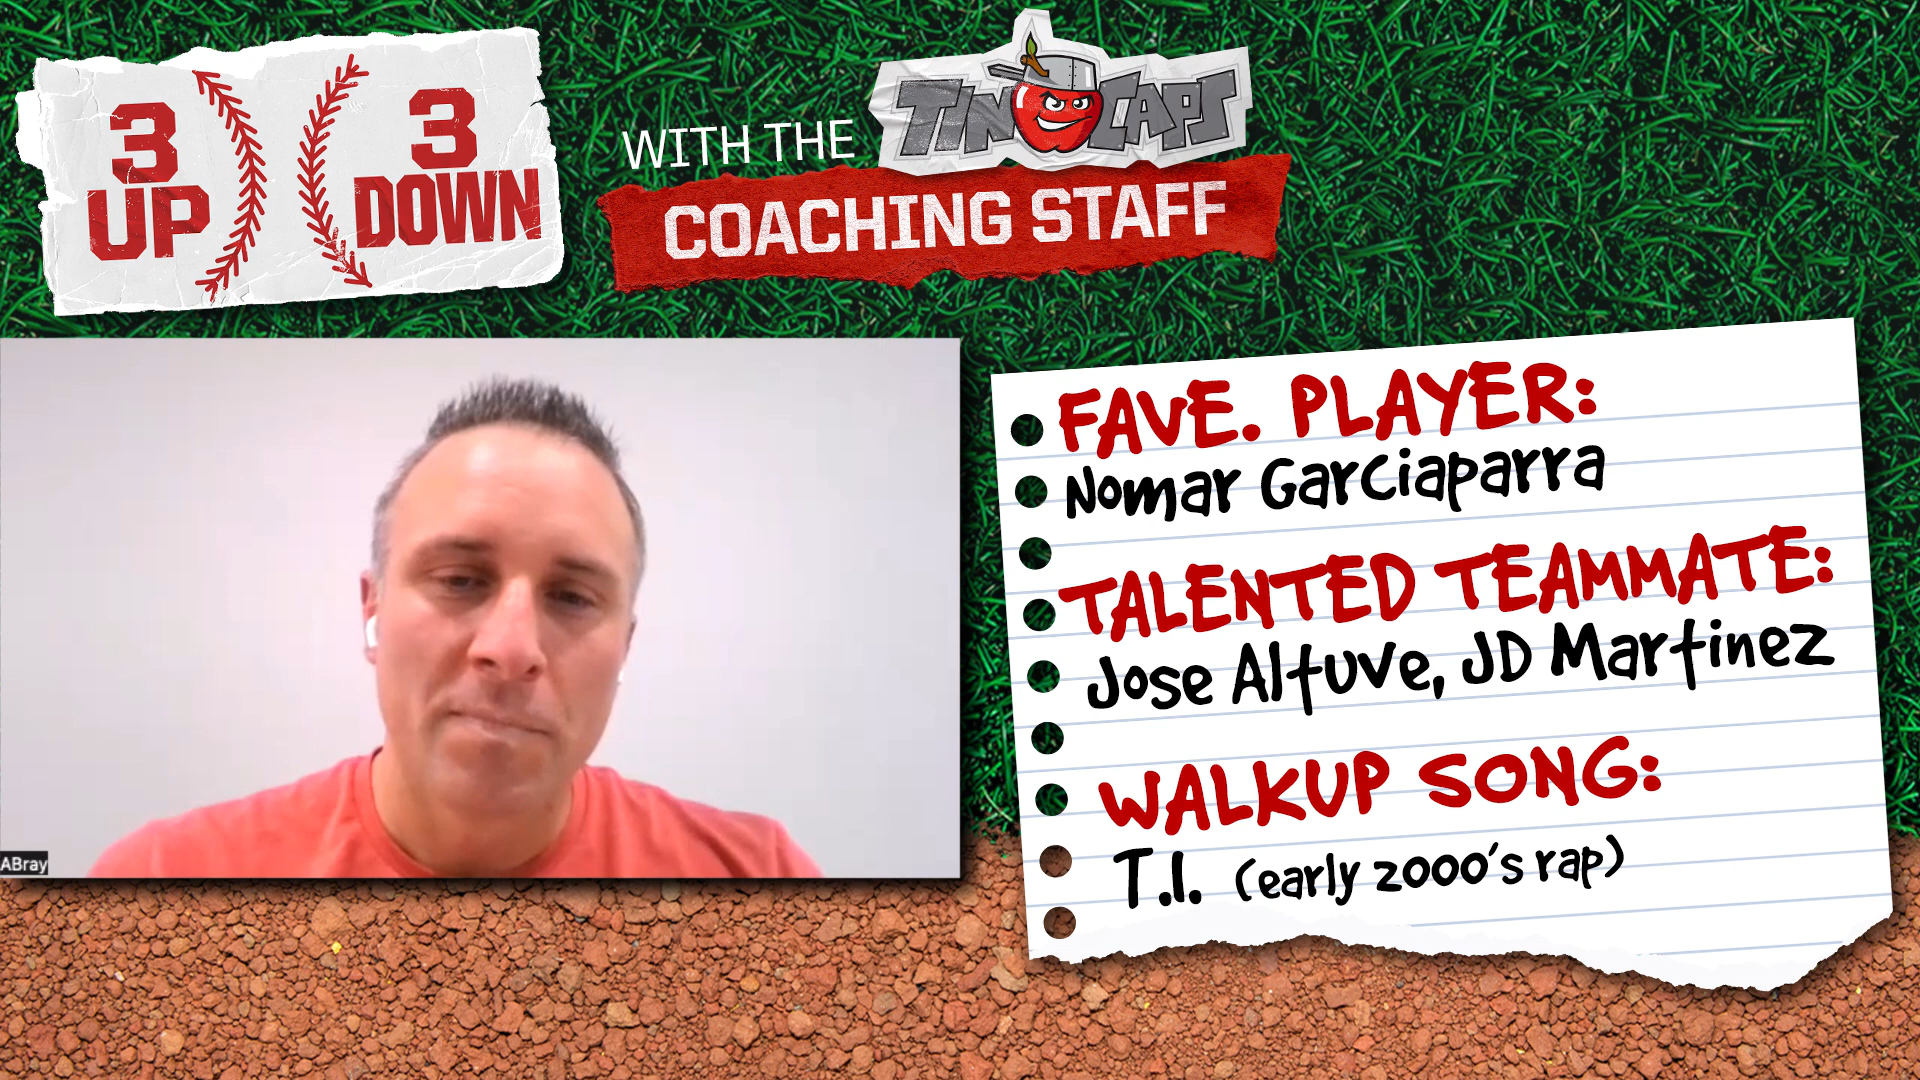 3 UP
3 DOWN
WITH THE
TINCAPS
COACHING STAFF
FAVE. PLAYER:
Nomar Garciaparra
TALENTED TEAMMATE:
Jose Altuve, JD Martinez
WALKUP SONG:
T.I. (early 2000's rap)
ABray